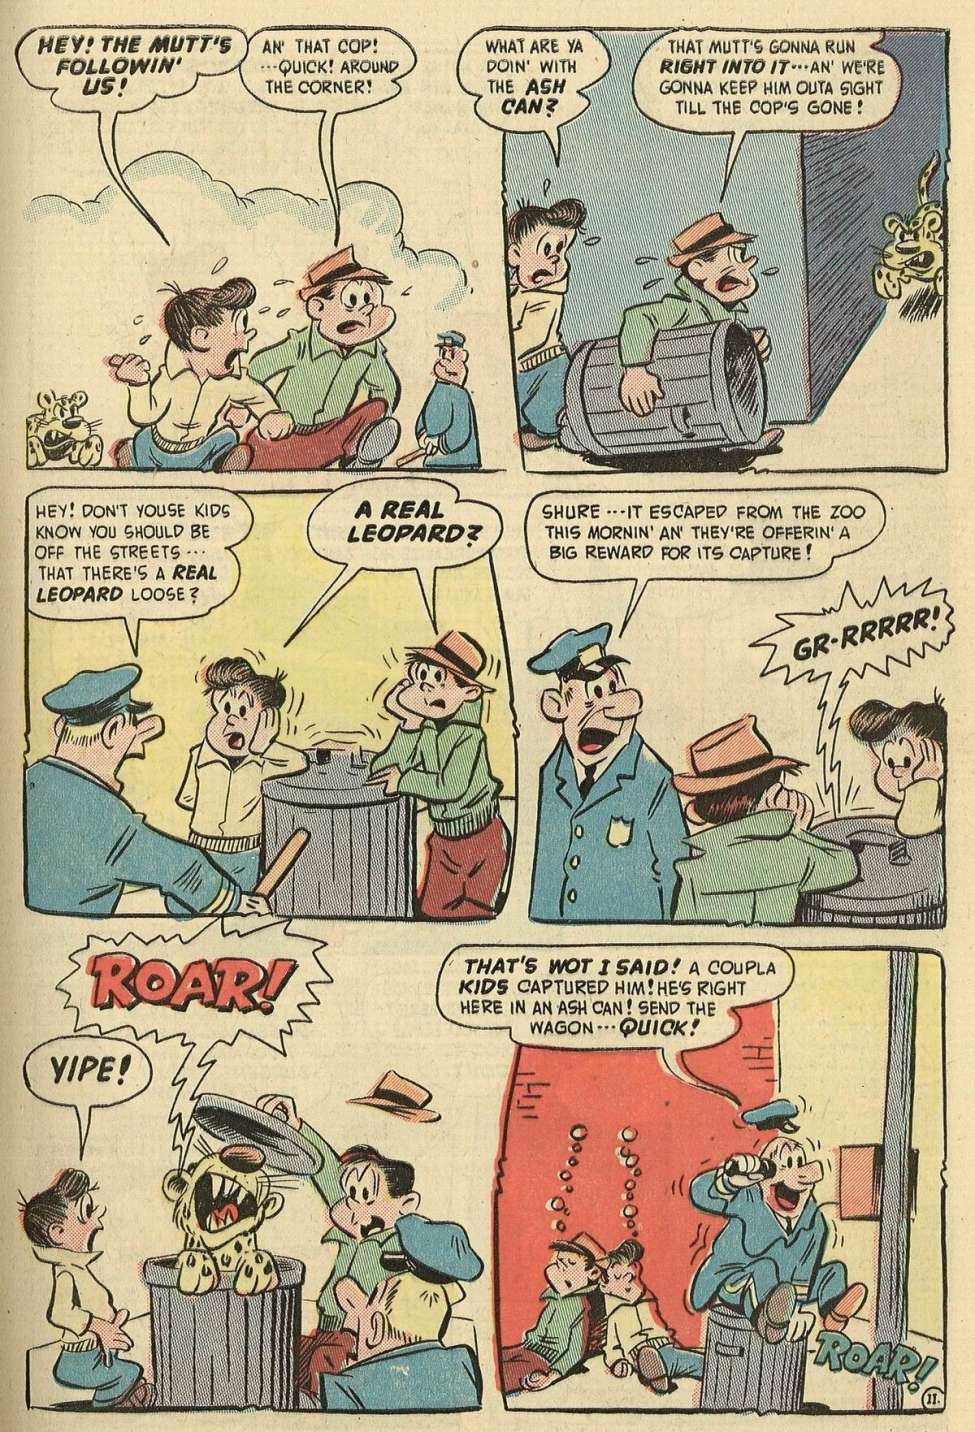 HEY! THE MUTT'S
FOLLOWIN'
US!
AN' THAT COP!
...QUICK! AROUND
THE CORNER!
WHAT ARE YA
DOIN' WITH
THE ASH
CAN?
THAT MUTT'S GONNA RUN
RIGHT INTO IT...AN' WE'RE
GONNA KEEP HIM OUTA SIGHT
TILL THE COP'S GONE!
HEY! DON'T YOUSE KIDS
KNOW YOU SHOULD BE
OFF THE STREETS...
THAT THERE'S A REAL
LEOPARD LOOSE?
A REAL
LEOPARD?
SHURE...IT ESCAPED FROM THE ZOO
THIS MORNIN' AN' THEY'RE OFFERIN' A
BIG REWARD FOR ITS CAPTURE!
GR-RRRRR!
ROAR!
YIPE!
THAT'S WOT I SAID! A COUPLA
KIDS CAPTURED HIM! HE'S RIGHT
HERE IN AN ASH CAN! SEND THE
WAGON...QUICK!
ROAR!
11.